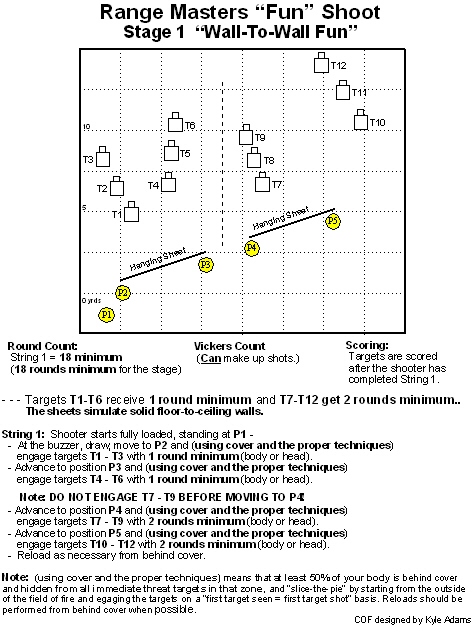 Range Masters “Fun” Shoot
Stage 1 “Wall-To-Wall Fun”
T12
T11
T10
10
T6
T9
T3
T5
T8
T2
T4
T7
5
T1
Hanging Sheet
P5
P4
Hanging Sheet
P3
P2
0 yrds
P1
Round Count:
String 1 = 18 minimum
(18 rounds minimum for the stage)
Vickers Count
(Can make up shots.)
Scoring:
Targets are scored
after the shooter has
completed String 1.
- - - Targets T1-T6 receive 1 round minimum and T7-T12 get 2 rounds minimum..
The sheets simulate solid floor-to-ceiling walls.
String 1: Shooter starts fully loaded, standing at P1 -
- At the buzzer, draw, move to P2 and (using cover and the proper techniques)
engage targets T1 - T3 with 1 round minimum (body or head).
- Advance to position P3 and (using cover and the proper techniques)
engage targets T4 - T6 with 1 round minimum (body or head).
Note: DO NOT ENGAGE T7 - T9 BEFORE MOVING TO P4!
- Advance to position P4 and (using cover and the proper techniques)
engage targets T7 - T9 with 2 rounds minimum (body or head).
- Advance to position P5 and (using cover and the proper techniques)
engage targets T10 - T12 with 2 rounds minimum (body or head).
- Reload as necessary from behind cover.
Note: (using cover and the proper techniques) means that at least 50% of your body is behind cover
and hidden from all immediate threat targets in that zone, and "slice-the-pie" by starting from the outside
of the field of fire and egaging the targets on a "first target seen = first target shot" basis. Reloads should be
performed from behind cover when possible.
COF designed by Kyle Adams